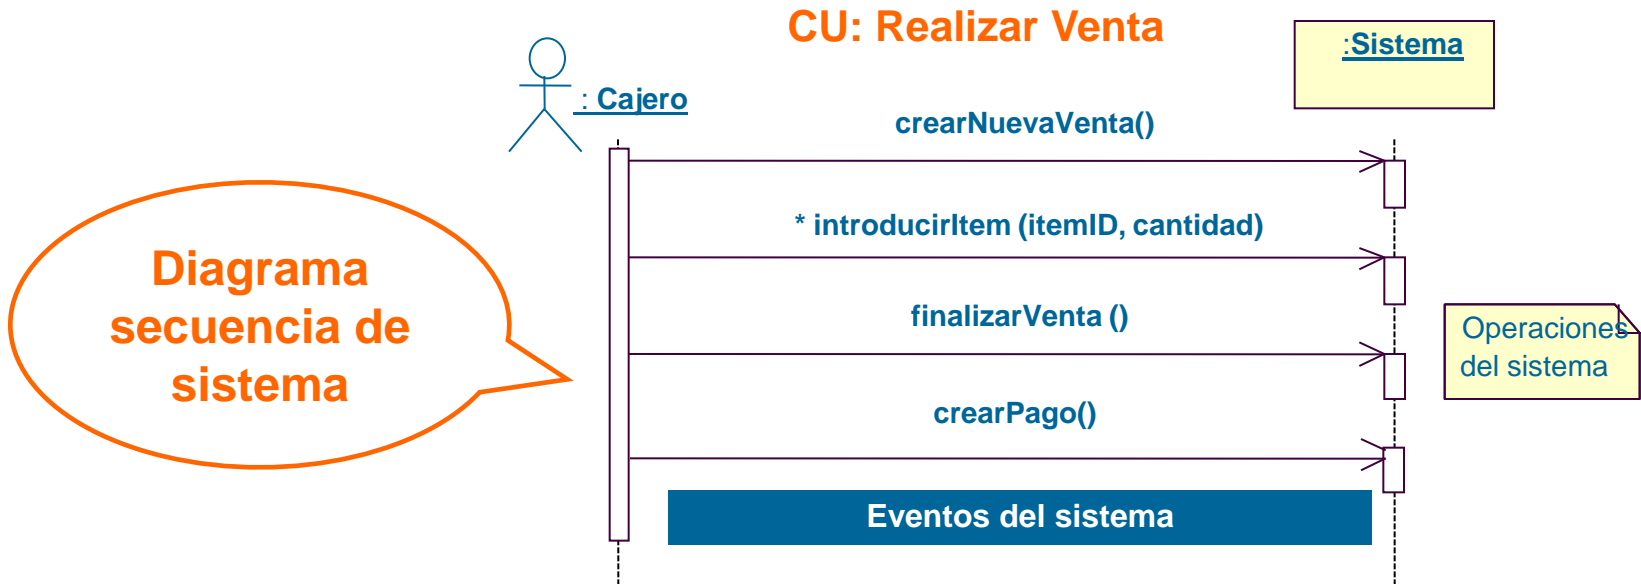 CU: Realizar Venta
:Sistema
: Cajero
crearNuevaVenta()
* introducirItem (itemID, cantidad)
Diagrama
secuencia de
sistema
finalizarVenta ()
Operaciones
del sistema
crearPago()
Eventos del sistema